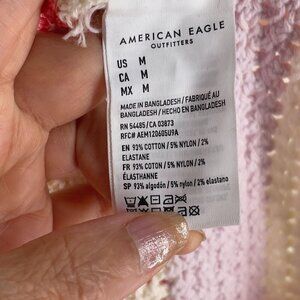 AMERICAN EAGLE
OUTFITTERS
US M
CA M
MX M
MADE IN BANGLADESH / FABRIQUÉ AU
BANGLADESH / HECHO EN BANGLADESH
RN 54485 / CA 03873
RFC# AEM120605U9A
EN 93% COTTON / 5% NYLON / 2%
ELASTANE
FR 93% COTON / 5% NYLON / 2%
ÉLASTHANNE
SP 93% algodón / 5% nylon / 2% elastano